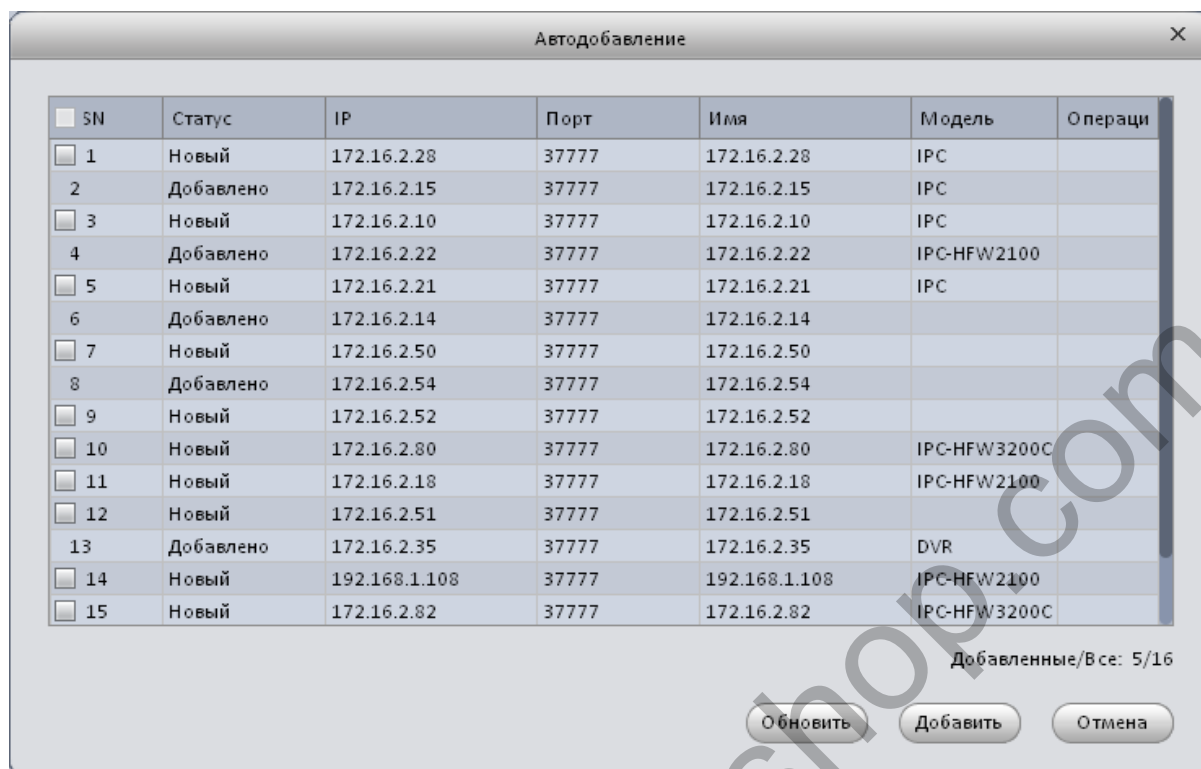 Автодобавление
SN Статус IP Порт Имя Модель Операци
1 Новый 172.16.2.28 37777 172.16.2.28 IPC
2 Добавлено 172.16.2.15 37777 172.16.2.15 IPC
3 Новый 172.16.2.10 37777 172.16.2.10 IPC
4 Добавлено 172.16.2.22 37777 172.16.2.22 IPC-HFW2100
5 Новый 172.16.2.21 37777 172.16.2.21 IPC
6 Добавлено 172.16.2.14 37777 172.16.2.14
7 Новый 172.16.2.50 37777 172.16.2.50
8 Добавлено 172.16.2.54 37777 172.16.2.54
9 Новый 172.16.2.52 37777 172.16.2.52
10 Новый 172.16.2.80 37777 172.16.2.80 IPC-HFW3200C
11 Новый 172.16.2.18 37777 172.16.2.18 IPC-HFW2100
12 Новый 172.16.2.51 37777 172.16.2.51
13 Добавлено 172.16.2.35 37777 172.16.2.35 DVR
14 Новый 192.168.1.108 37777 192.168.1.108 IPC-HFW2100
15 Новый 172.16.2.82 37777 172.16.2.82 IPC-HFW3200C
Добавленные/Все: 5/16
Обновить Добавить Отмена
shop.com